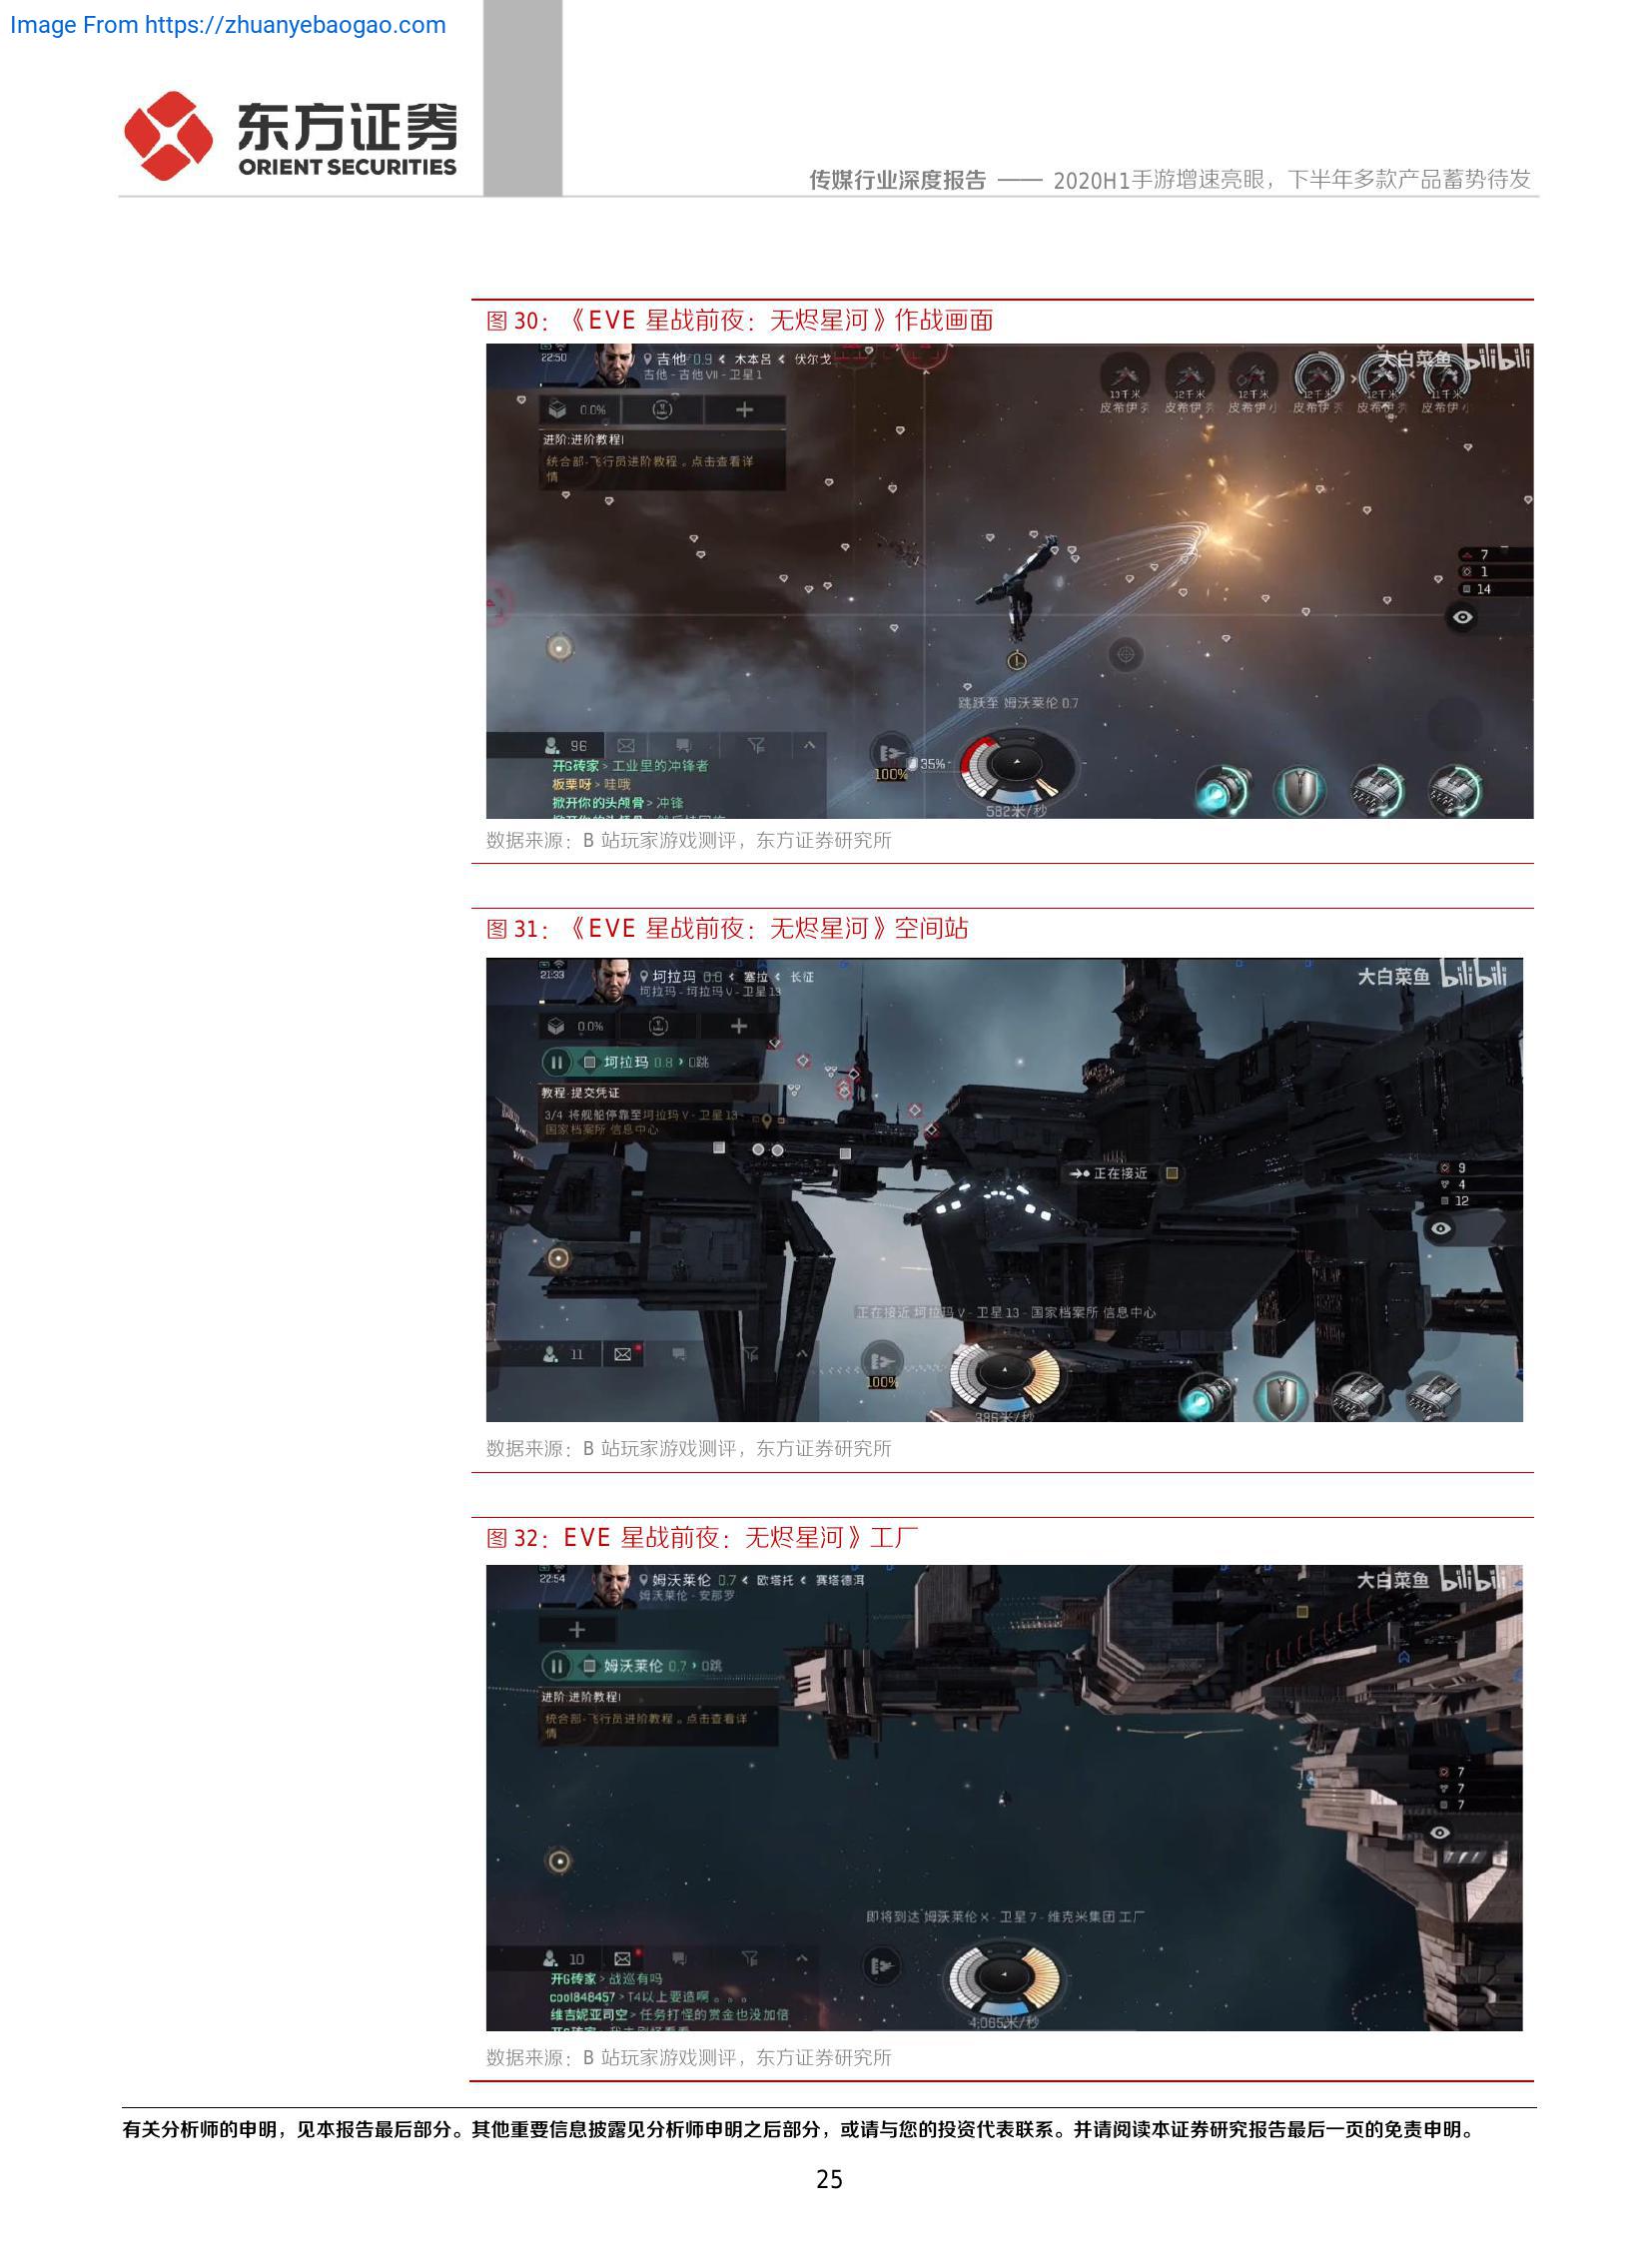 Image From https://zhuanyebaogao.com
东方证券
ORIENT SECURITIES
传媒行业深度报告 —— 2020H1手游增速亮眼，下半年多款产品蓄势待发
图 30：《EVE 星战前夜：无烬星河》作战画面
22:50
吉他 0.9 < 木本吕 < 伏尔戈
吉他 - 吉他 VII - 卫星 1
大白菜鱼 bilibili
13千米 12千米 12千米 12千米 11千米
皮希伊 皮希伊 皮希伊 小 皮希伊 皮希伊 皮希伊
0.0%
进阶:进阶教程I
统合部-飞行员进阶教程。点击查看详
情
7
1
14
跳跃至 姆沃莱伦 0.7
96
开G砖家 > 工业里的冲锋者
板栗呀 > 哇哦
掀开你的头颅骨 > 冲锋
100%
35%
582米/秒
数据来源：B 站玩家游戏测评，东方证券研究所
图 31：《EVE 星战前夜：无烬星河》空间站
21:33
坷拉玛 0.8 < 塞拉 < 长征
坷拉玛 - 坷拉玛 V - 卫星 13
大白菜鱼 bilibili
0.0%
坷拉玛 0.8 › 0跳
教程·提交凭证
3/4 将舰船停靠至坷拉玛 V - 卫星 13 -
国家档案所 信息中心
正在接近
9
4
12
正在接近 坷拉玛 V - 卫星 13 - 国家档案所 信息中心
11
100%
386米/秒
数据来源：B 站玩家游戏测评，东方证券研究所
图 32：EVE 星战前夜：无烬星河》工厂
22:54
姆沃莱伦 0.7 < 欧塔托 < 赛塔德洱
姆沃莱伦 - 安那罗
大白菜鱼 bilibili
姆沃莱伦 0.7 › 0跳
进阶:进阶教程I
统合部-飞行员进阶教程。点击查看详
情
7
7
7
即将到达 姆沃莱伦 X - 卫星 7 - 维克米集团 工厂
10
开G砖家 > 战巡有吗
cool848457 > T4以上要造啊。。。
维吉妮亚司空 > 任务打怪的赏金也没加倍
4,065米/秒
数据来源：B 站玩家游戏测评，东方证券研究所
有关分析师的申明，见本报告最后部分。其他重要信息披露见分析师申明之后部分，或请与您的投资代表联系。并请阅读本证券研究报告最后一页的免责申明。
25